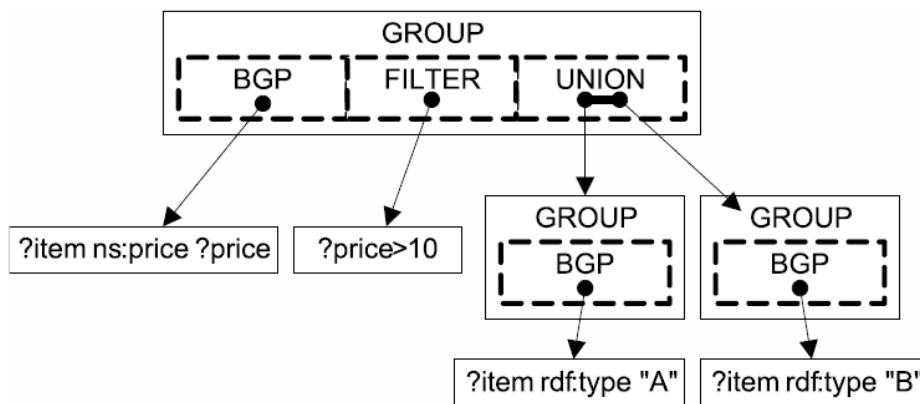 GROUP
BGP FILTER UNION
?item ns:price ?price
?price>10
GROUP
BGP
GROUP
BGP
?item rdf:type "A"
?item rdf:type "B"